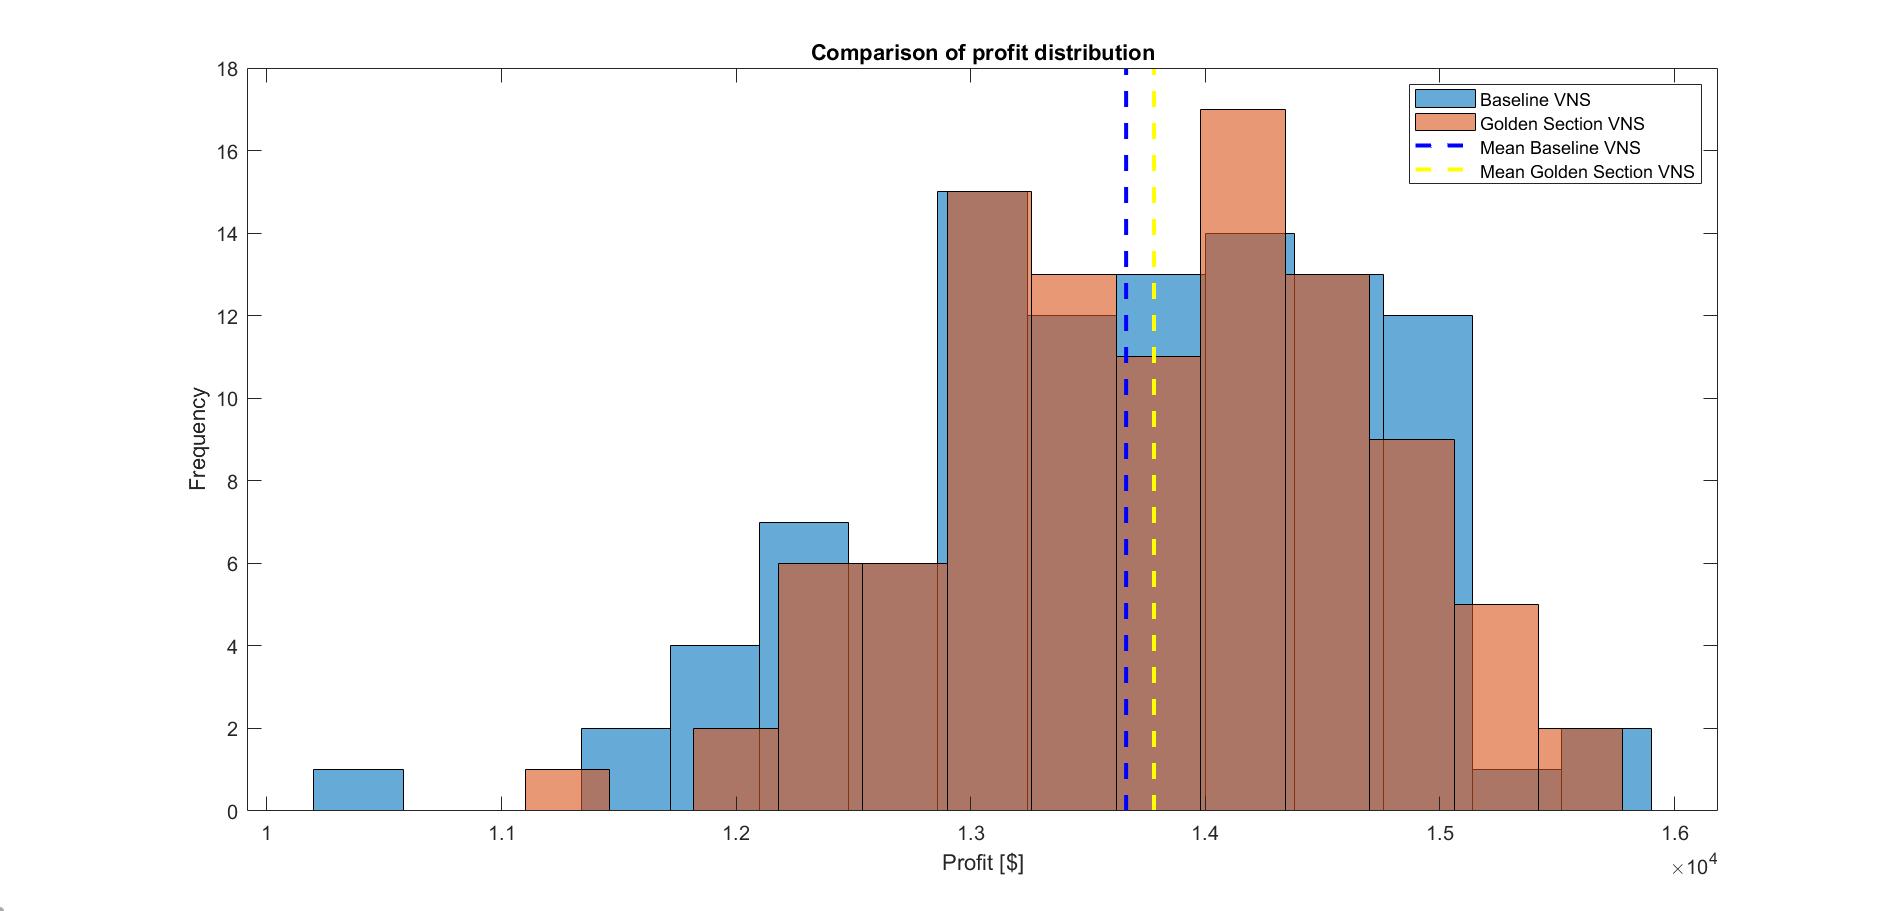 Comparison of profit distribution
18
16
14
12
10
8
6
4
2
0
Frequency
Baseline VNS
Golden Section VNS
Mean Baseline VNS
Mean Golden Section VNS
1 1.1 1.2 1.3 1.4 1.5 1.6
×10⁴
Profit [$]